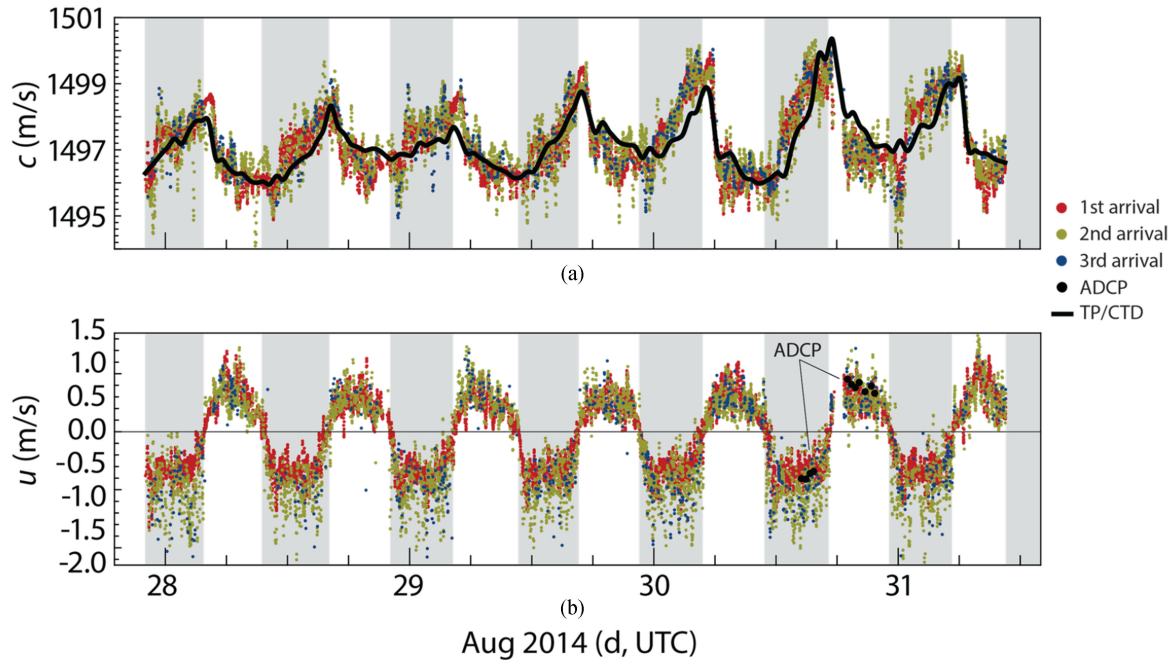 1501
1499
1497
1495
c (m/s)
(a)
1st arrival
2nd arrival
3rd arrival
ADCP
TP/CTD
1.5
1.0
0.5
0.0
-0.5
-1.0
-1.5
-2.0
u (m/s)
ADCP
28
29
30
31
(b)
Aug 2014 (d, UTC)